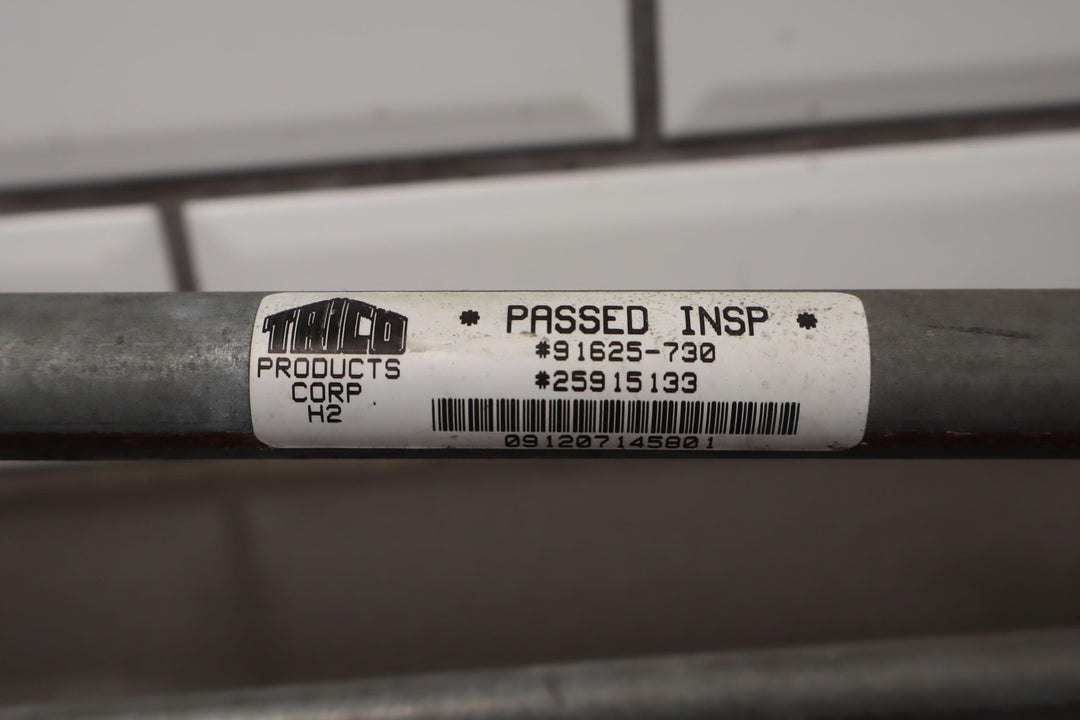 TRICO
PRODUCTS
CORP
H2
* PASSED INSP *
#91625-730
#25915133
091207145801